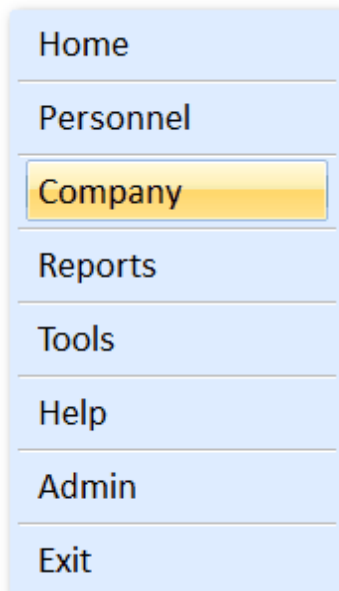 Home
Personnel
Company
Reports
Tools
Help
Admin
Exit